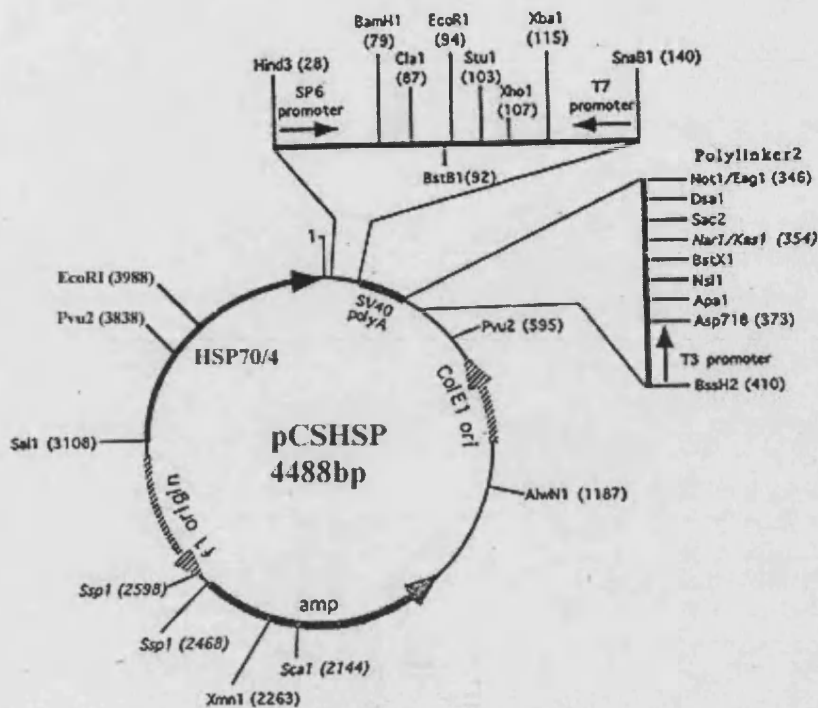 BamH1
(79)
EcoR1
(94)
Xba1
(115)
Hind3 (28)
Cla1
(87)
Stu1
(103)
SnaB1 (140)
SP6
promoter
Xho1
(107)
T7
promoter
BstB1(92)
Polylinker2
Not1/Eag1 (346)
Dsa1
Sac2
Nar1/Kas1 (354)
BstX1
Nsi1
Apa1
Asp718 (373)
T3 promoter
BssH2 (410)
1
EcoRI (3988)
Pvu2 (3838)
SV40
polyA
Pvu2 (595)
HSP70/4
ColE1 ori
Sal1 (3108)
pCSHSP
4488bp
AlwN1 (1187)
f1 origin
Ssp1 (2598)
amp
Ssp1 (2468)
Sca1 (2144)
Xmn1 (2263)